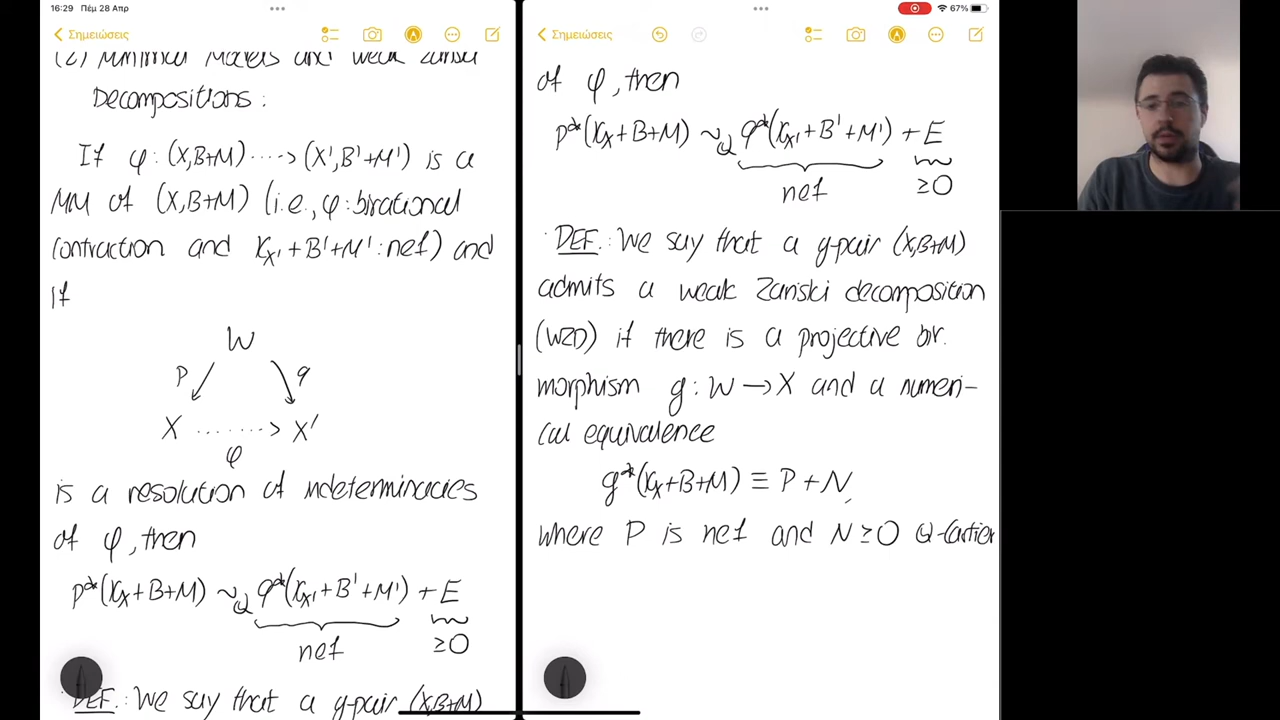 16:29 Πέμ 28 Απρ
Σημειώσεις
(2) Minimal Models and weak Zariski
Decompositions:
If φ: (X,B+M) ----> (X',B'+M') is a
MM of (X,B+M) (i.e., φ: birational
contraction and K_X'+B'+M': nef) and
if
W
p q
X ----> X'
φ
is a resolution of indeterminacies
of φ, then
p*(K_X+B+M) ~_Q q*(K_X'+B'+M') + E
nef ≥0
DEF.: We say that a g-pair (X,B+M)
67%
Σημειώσεις
of φ, then
p*(K_X+B+M) ~_Q q*(K_X'+B'+M') + E
nef ≥0
DEF.: We say that a g-pair (X,B+M)
admits a weak Zariski decomposition
(WZD) if there is a projective bir.
morphism g: W → X and a numeri-
cal equivalence
g*(K_X+B+M) ≡ P + N,
where P is nef and N ≥ 0 Q-Cartier